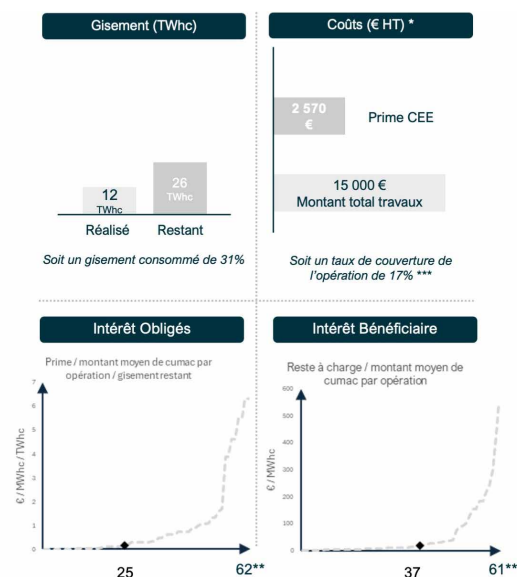 Gisement (TWhc)
12
TWhc
26
TWhc
Réalisé
Restant
Soit un gisement consommé de 31%
Coûts (€ HT) *
2 570
€
Prime CEE
15 000 €
Montant total travaux
Soit un taux de couverture de
l'opération de 17% ***
Intérêt Obligés
Prime / montant moyen de cumac par
opération / gisement restant
€ / MWhc / TWhc
7
6
5
4
3
2
1
0
25
62**
Intérêt Bénéficiaire
Reste à charge / montant moyen de
cumac par opération
€ / MWhc
600
500
400
300
200
100
0
37
61**